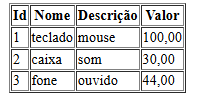 Id Nome Descrição Valor
1 teclado mouse 100,00
2 caixa som 30,00
3 fone ouvido 44,00